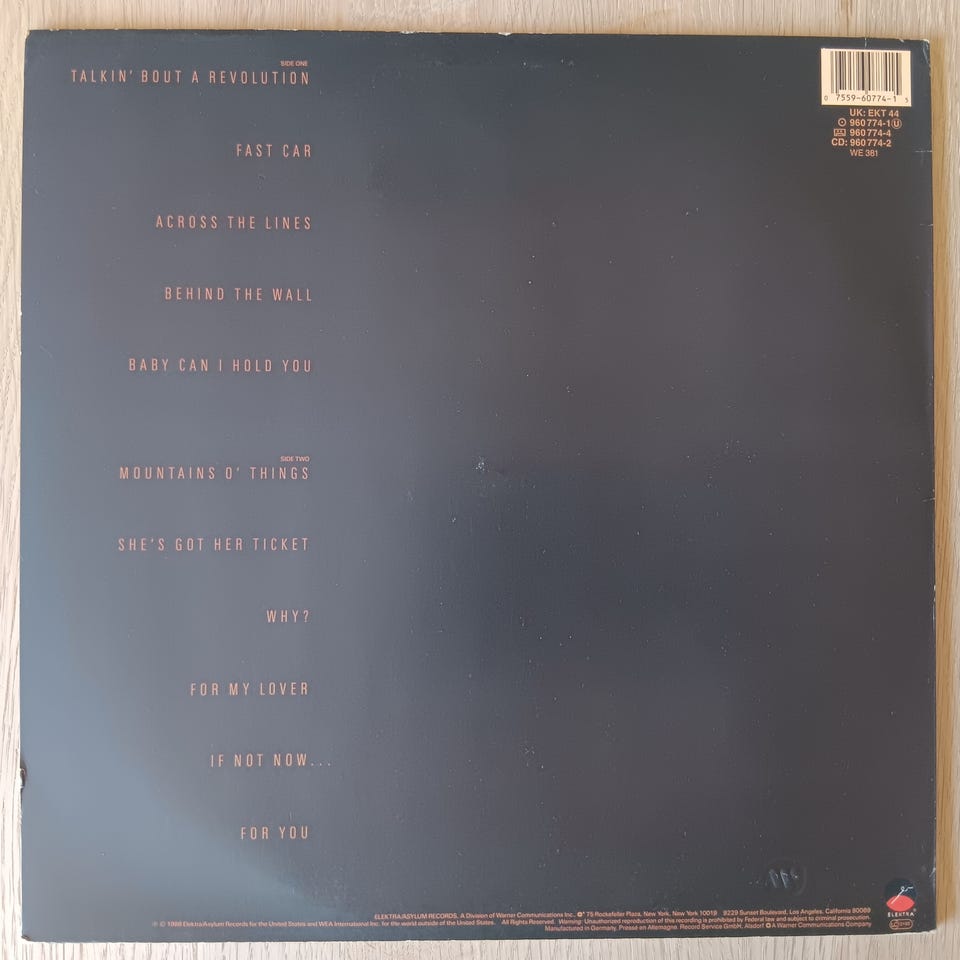 SIDE ONE
TALKIN' BOUT A REVOLUTION
FAST CAR
ACROSS THE LINES
BEHIND THE WALL
BABY CAN I HOLD YOU
SIDE TWO
MOUNTAINS O' THINGS
SHE'S GOT HER TICKET
WHY?
FOR MY LOVER
IF NOT NOW...
FOR YOU
0 7559-60774-1 5
UK: EKT 44
960 774-1 U
960 774-4
CD: 960 774-2
WE 381
ELEKTRA
ELEKTRA/ASYLUM RECORDS, A Division of Warner Communications Inc., 75 Rockefeller Plaza, New York, New York 10019 9229 Sunset Boulevard, Los Angeles, California 90069
℗ © 1988 Elektra/Asylum Records for the United States and WEA International Inc. for the world outside of the United States. All Rights Reserved. Warning: Unauthorized reproduction of this recording is prohibited by Federal law and subject to criminal prosecution.
Manufactured in Germany, Pressé en Allemagne. Record Service GmbH, Alsdorf A Warner Communications Company